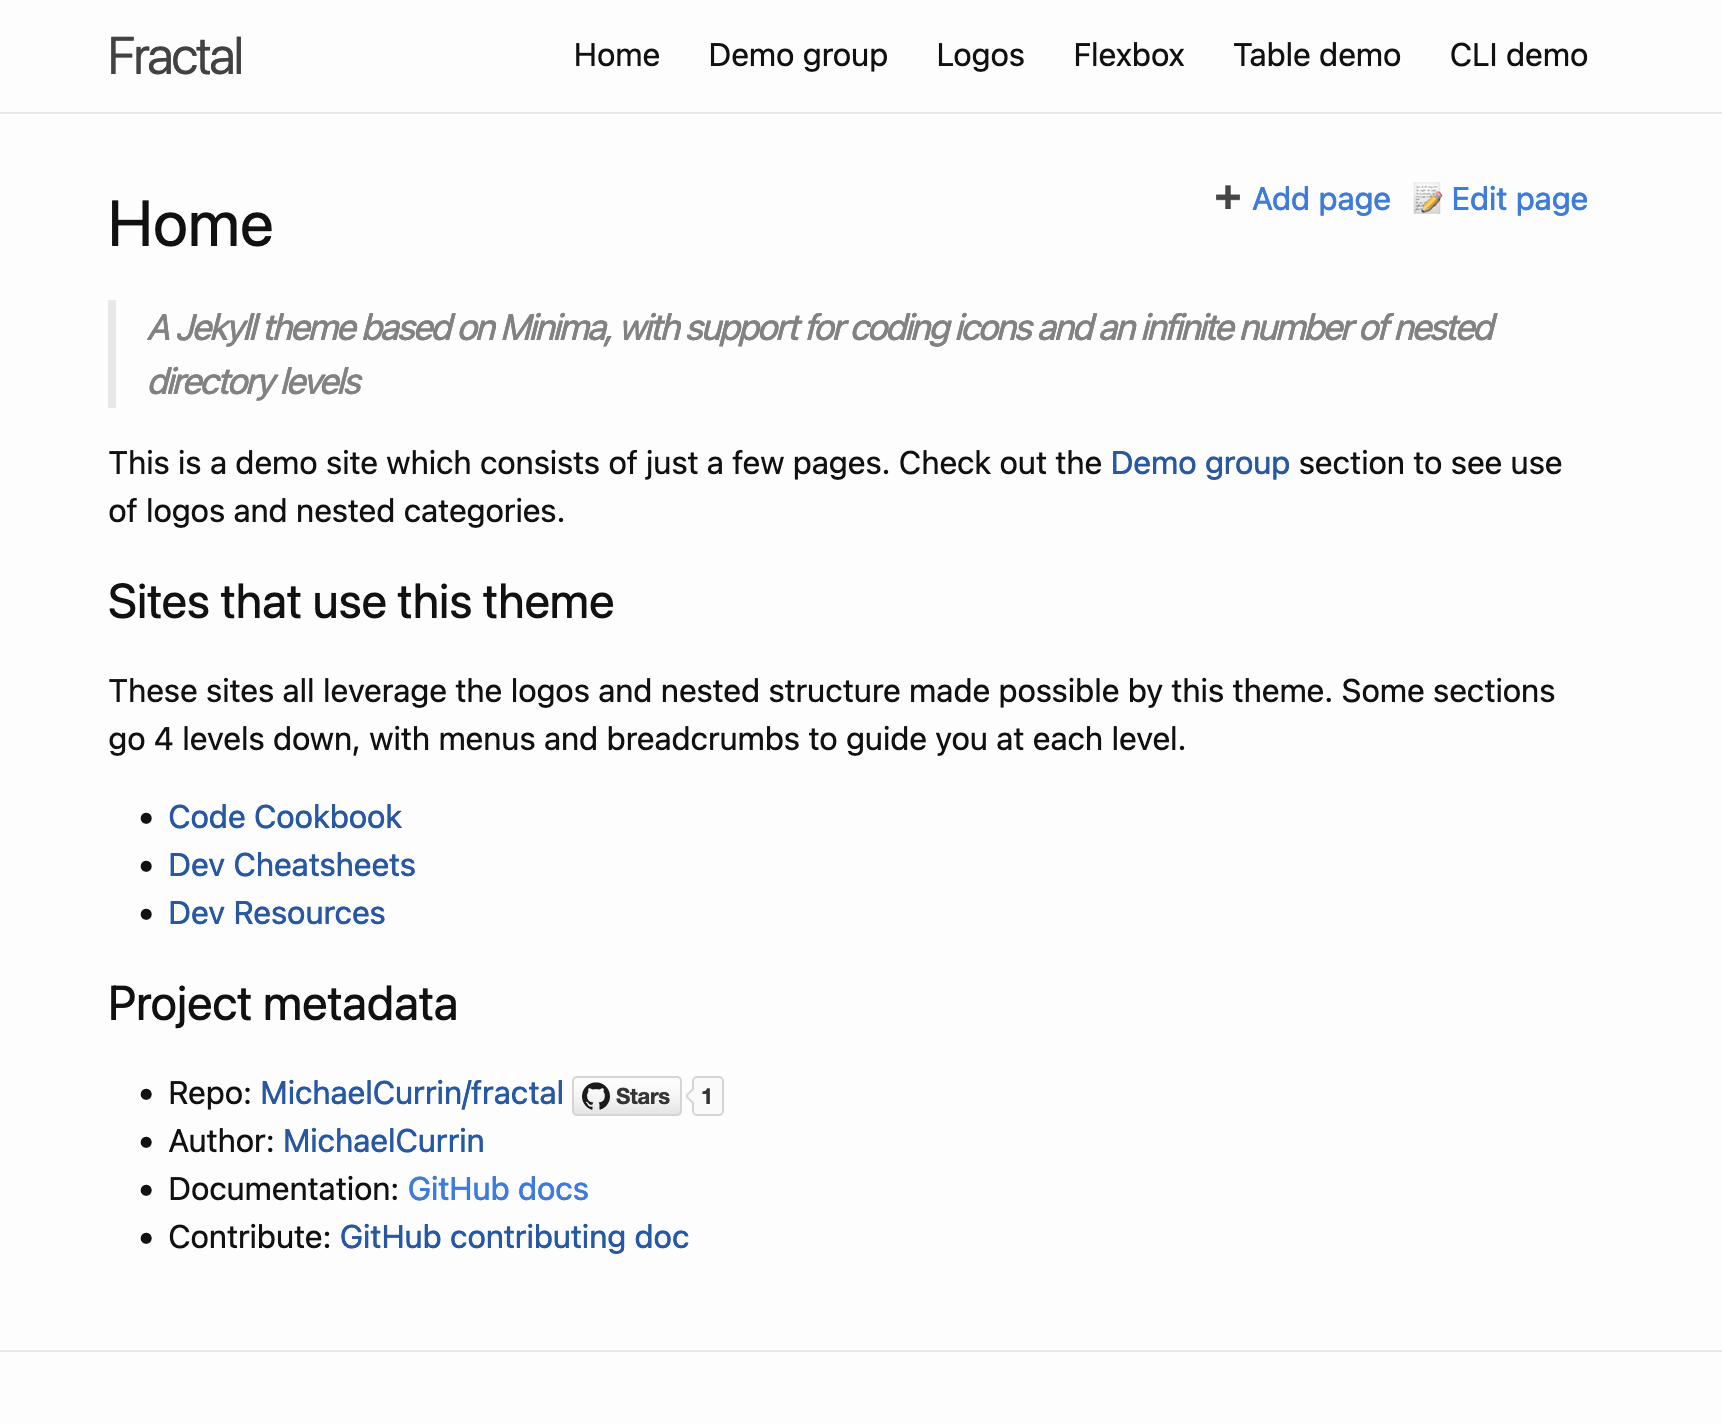 Fractal
Home Demo group Logos Flexbox Table demo CLI demo
Home
Add page Edit page
A Jekyll theme based on Minima, with support for coding icons and an infinite number of nested
directory levels
This is a demo site which consists of just a few pages. Check out the Demo group section to see use
of logos and nested categories.
Sites that use this theme
These sites all leverage the logos and nested structure made possible by this theme. Some sections
go 4 levels down, with menus and breadcrumbs to guide you at each level.
Code Cookbook
Dev Cheatsheets
Dev Resources
Project metadata
Repo: MichaelCurrin/fractal Stars 1
Author: MichaelCurrin
Documentation: GitHub docs
Contribute: GitHub contributing doc